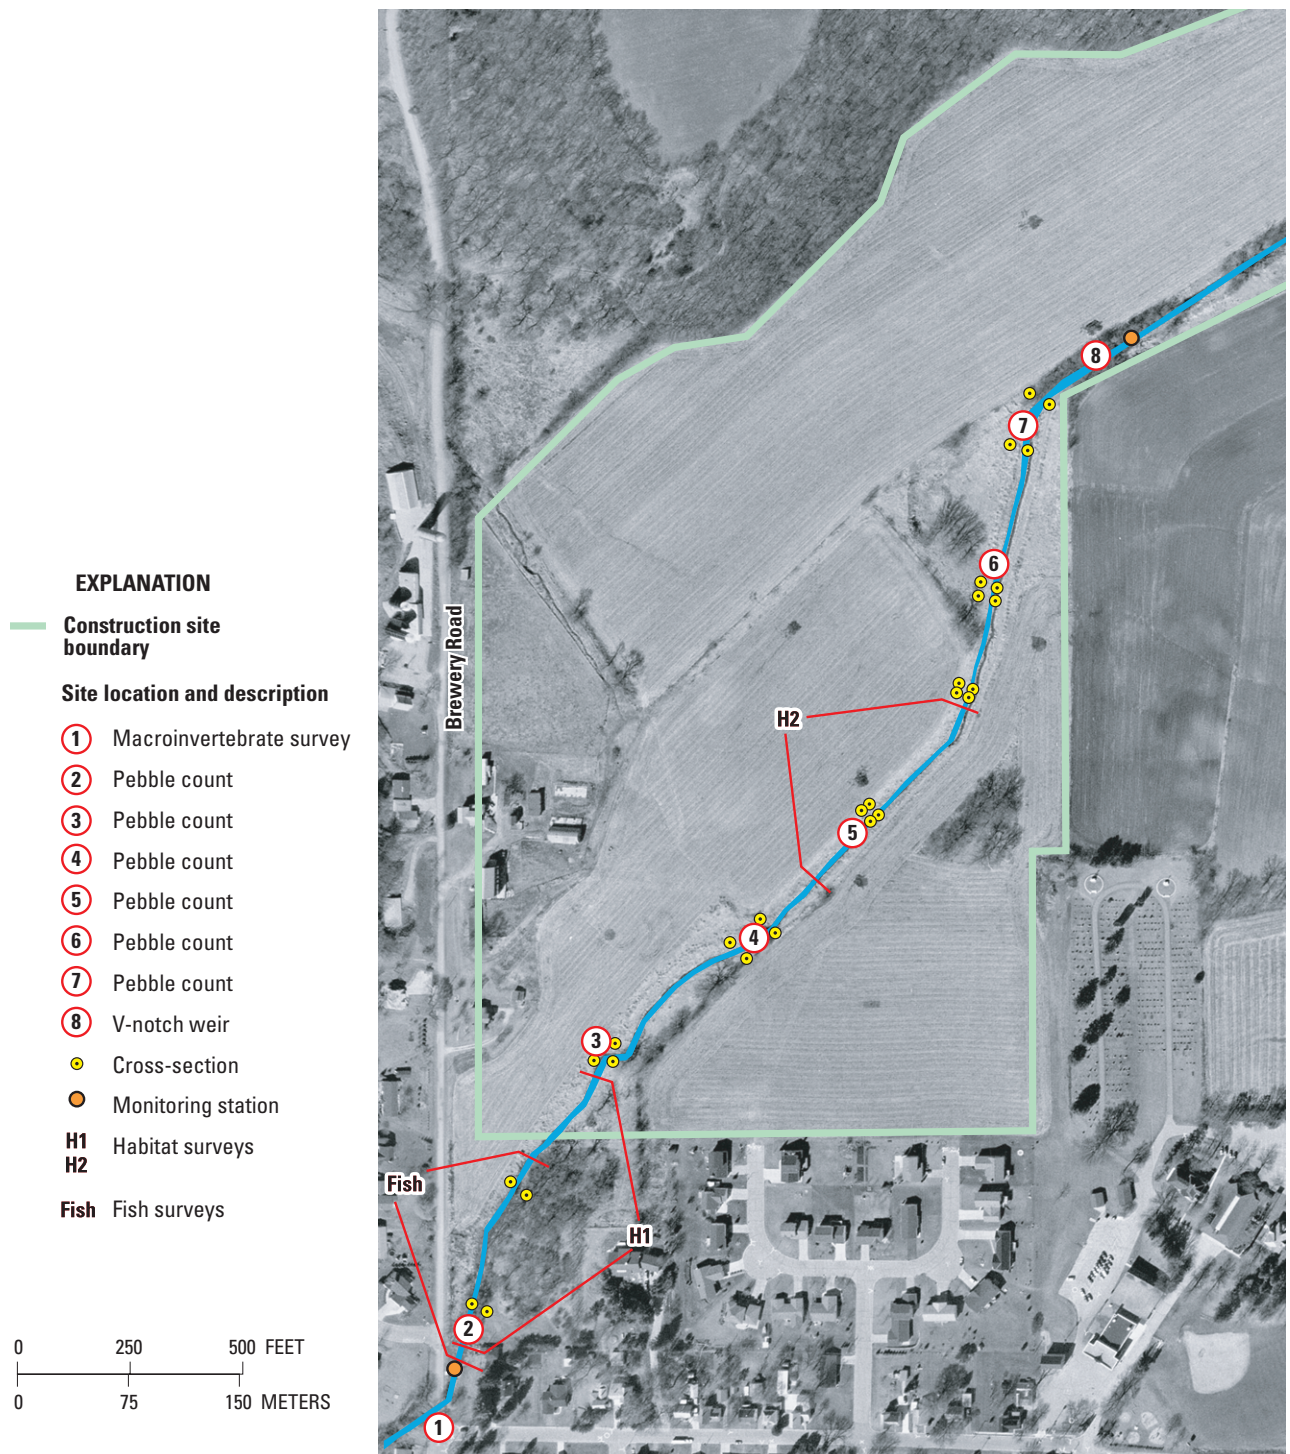 EXPLANATION
Construction site
boundary
Site location and description
1 Macroinvertebrate survey
2 Pebble count
3 Pebble count
4 Pebble count
5 Pebble count
6 Pebble count
7 Pebble count
8 V-notch weir
Cross-section
Monitoring station
H1
H2
Habitat surveys
Fish Fish surveys
0 250 500 FEET
0 75 150 METERS
Brewery Road
8
7
6
H2
5
4
3
Fish
H1
2
1